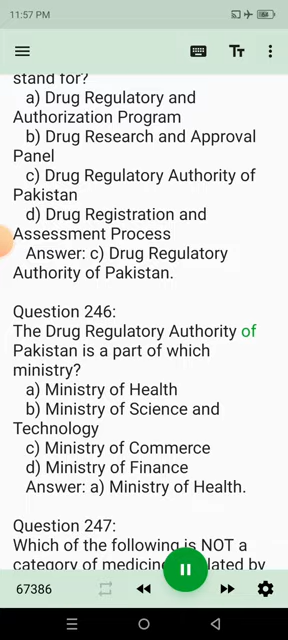 11:57 PM
stand for?
a) Drug Regulatory and
Authorization Program
b) Drug Research and Approval
Panel
c) Drug Regulatory Authority of
Pakistan
d) Drug Registration and
Assessment Process
Answer: c) Drug Regulatory
Authority of Pakistan.
Question 246:
The Drug Regulatory Authority of
Pakistan is a part of which
ministry?
a) Ministry of Health
b) Ministry of Science and
Technology
c) Ministry of Commerce
d) Ministry of Finance
Answer: a) Ministry of Health.
Question 247:
Which of the following is NOT a
category of medicine lated by
67386